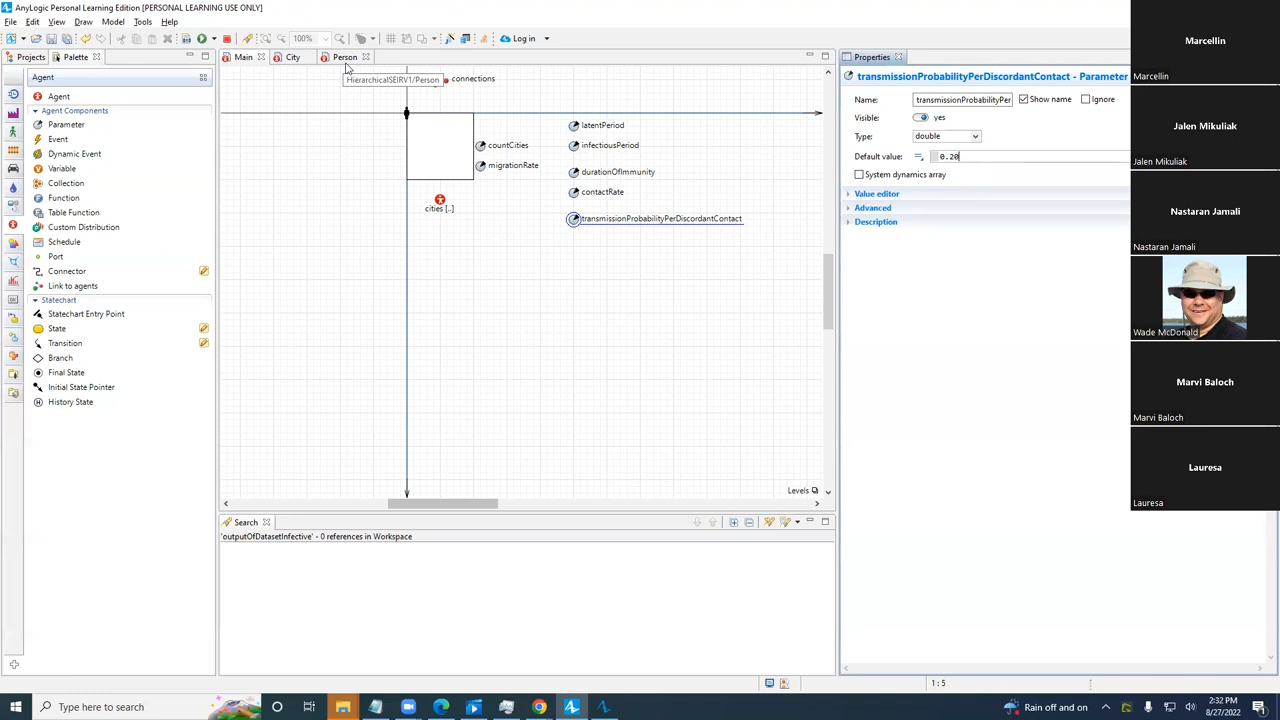 AnyLogic Personal Learning Edition [PERSONAL LEARNING USE ONLY]
File Edit View Draw Model Tools Help
100% Log in
Projects Palette
Main City Person
Properties
Agent
Agent
Agent Components
Parameter
Event
Dynamic Event
Variable
Collection
Function
Table Function
Custom Distribution
Schedule
Port
Connector
Link to agents
Statechart
Statechart Entry Point
State
Transition
Branch
Final State
Initial State Pointer
History State
HierarchicalSEIRV1/Person
connections
countCities
migrationRate
cities [..]
latentPeriod
infectiousPeriod
durationOfImmunity
contactRate
transmissionProbabilityPerDiscordantContact
Levels
Search
'outputOfDatasetInfective' - 0 references in Workspace
transmissionProbabilityPerDiscordantContact - Parameter
Name: transmissionProbabilityPer Show name Ignore
Visible: yes
Type: double
Default value: 0.20
System dynamics array
Value editor
Advanced
Description
Marcellin
Marcellin
Jalen Mikuliak
Jalen Mikuliak
Nastaran Jamali
Nastaran Jamali
Wade McDonald
Marvi Baloch
Marvi Baloch
Lauresa
Lauresa
1:5
Type here to search
Rain off and on
2:32 PM
8/27/2022